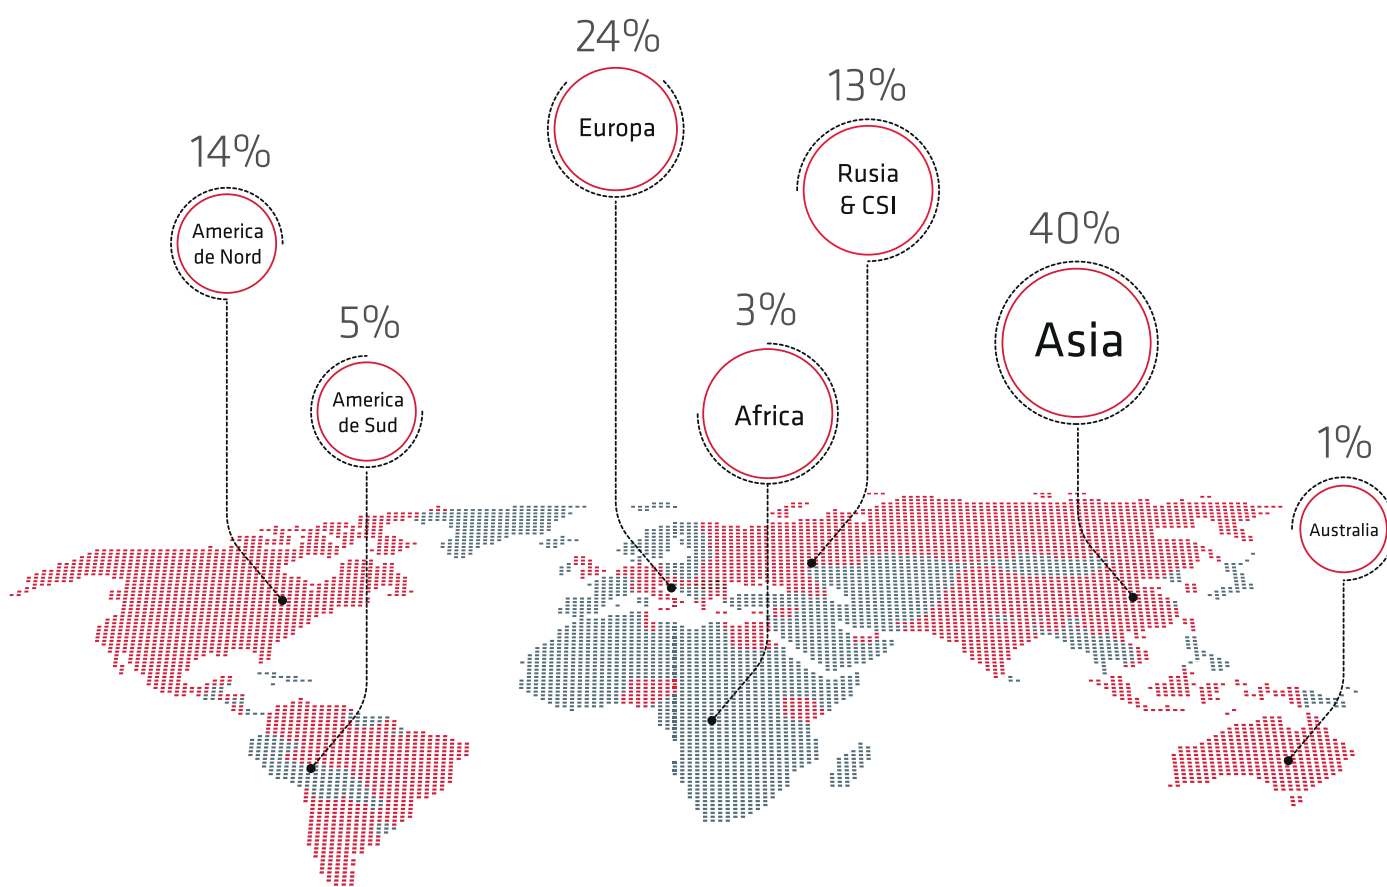 24%
Europa
13%
Rusia
& CSI
14%
America
de Nord
40%
Asia
5%
America
de Sud
3%
Africa
1%
Australia